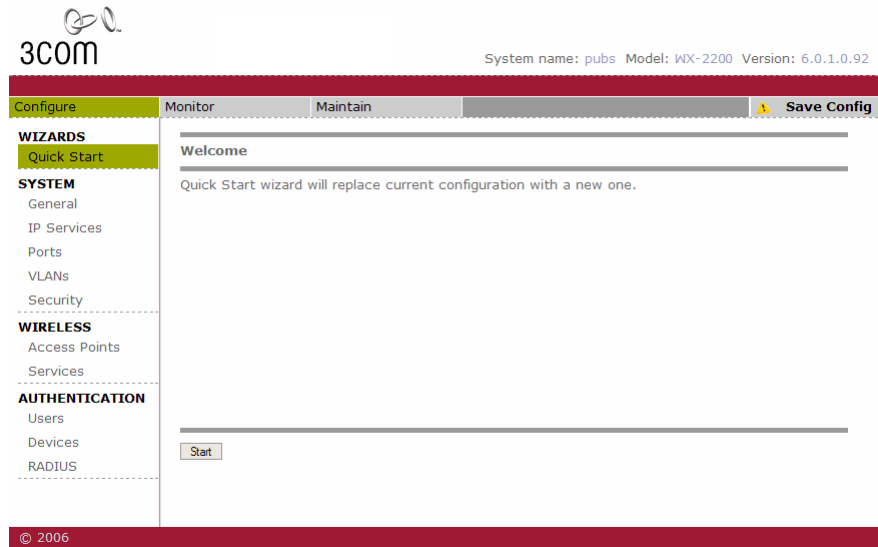 3COM
System name: pubs Model: WX-2200 Version: 6.0.1.0.92
Configure Monitor Maintain Save Config
WIZARDS
Quick Start
SYSTEM
General
IP Services
Ports
VLANs
Security
WIRELESS
Access Points
Services
AUTHENTICATION
Users
Devices
RADIUS
Welcome
Quick Start wizard will replace current configuration with a new one.
Start
© 2006